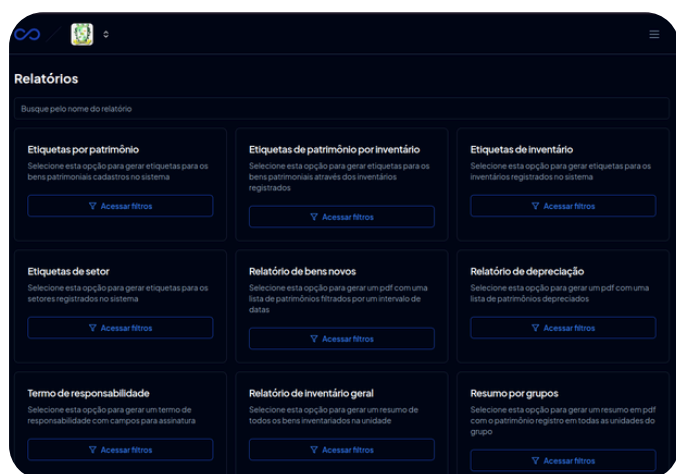 Relatórios
Busque pelo nome do relatório
Etiquetas por patrimônio
Selecione esta opção para gerar etiquetas para os
bens patrimoniais cadastros no sistema
Acessar filtros
Etiquetas de patrimônio por inventário
Selecione esta opção para gerar etiquetas para os
bens patrimoniais através dos inventários
registrados
Acessar filtros
Etiquetas de inventário
Selecione esta opção para gerar etiquetas para os
inventários registrados no sistema
Acessar filtros
Etiquetas de setor
Selecione esta opção para gerar etiquetas para os
setores registrados no sistema
Acessar filtros
Relatório de bens novos
Selecione esta opção para gerar um pdf com uma
lista de patrimônios filtrados por um intervalo de
datas
Acessar filtros
Relatório de depreciação
Selecione esta opção para gerar um pdf com uma
lista de patrimônios depreciados
Acessar filtros
Termo de responsabilidade
Selecione esta opção para gerar um termo de
responsabilidade com campos para assinatura
Acessar filtros
Relatório de inventário geral
Selecione esta opção para gerar um resumo de
todos os bens inventariados na unidade
Acessar filtros
Resumo por grupos
Selecione esta opção para gerar um resumo em pdf
com o patrimônio registro em todas as unidades do
grupo
Acessar filtros